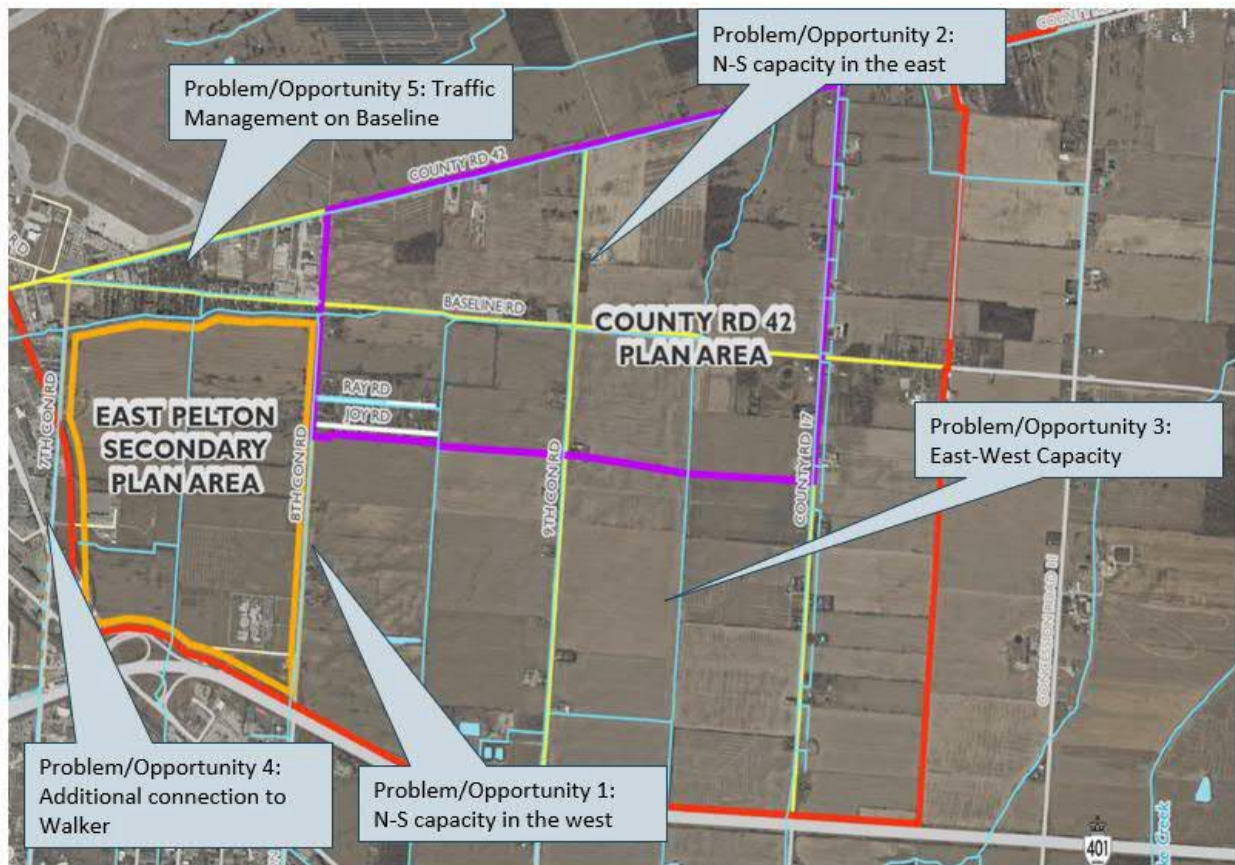 COUNTY RD
Problem/Opportunity 2:
N-S capacity in the east
Problem/Opportunity 5: Traffic
Management on Baseline
COUNTY RD 42
BASELINE RD
COUNTY RD 42
PLAN AREA
RAY RD
JOY RD
7TH CON RD
EAST PELTON
SECONDARY
PLAN AREA
8TH CON RD
9TH CON RD
COUNTY RD 17
Problem/Opportunity 3:
East-West Capacity
CONCESSION ROAD 11
Problem/Opportunity 4:
Additional connection to
Walker
Problem/Opportunity 1:
N-S capacity in the west
401
Creek